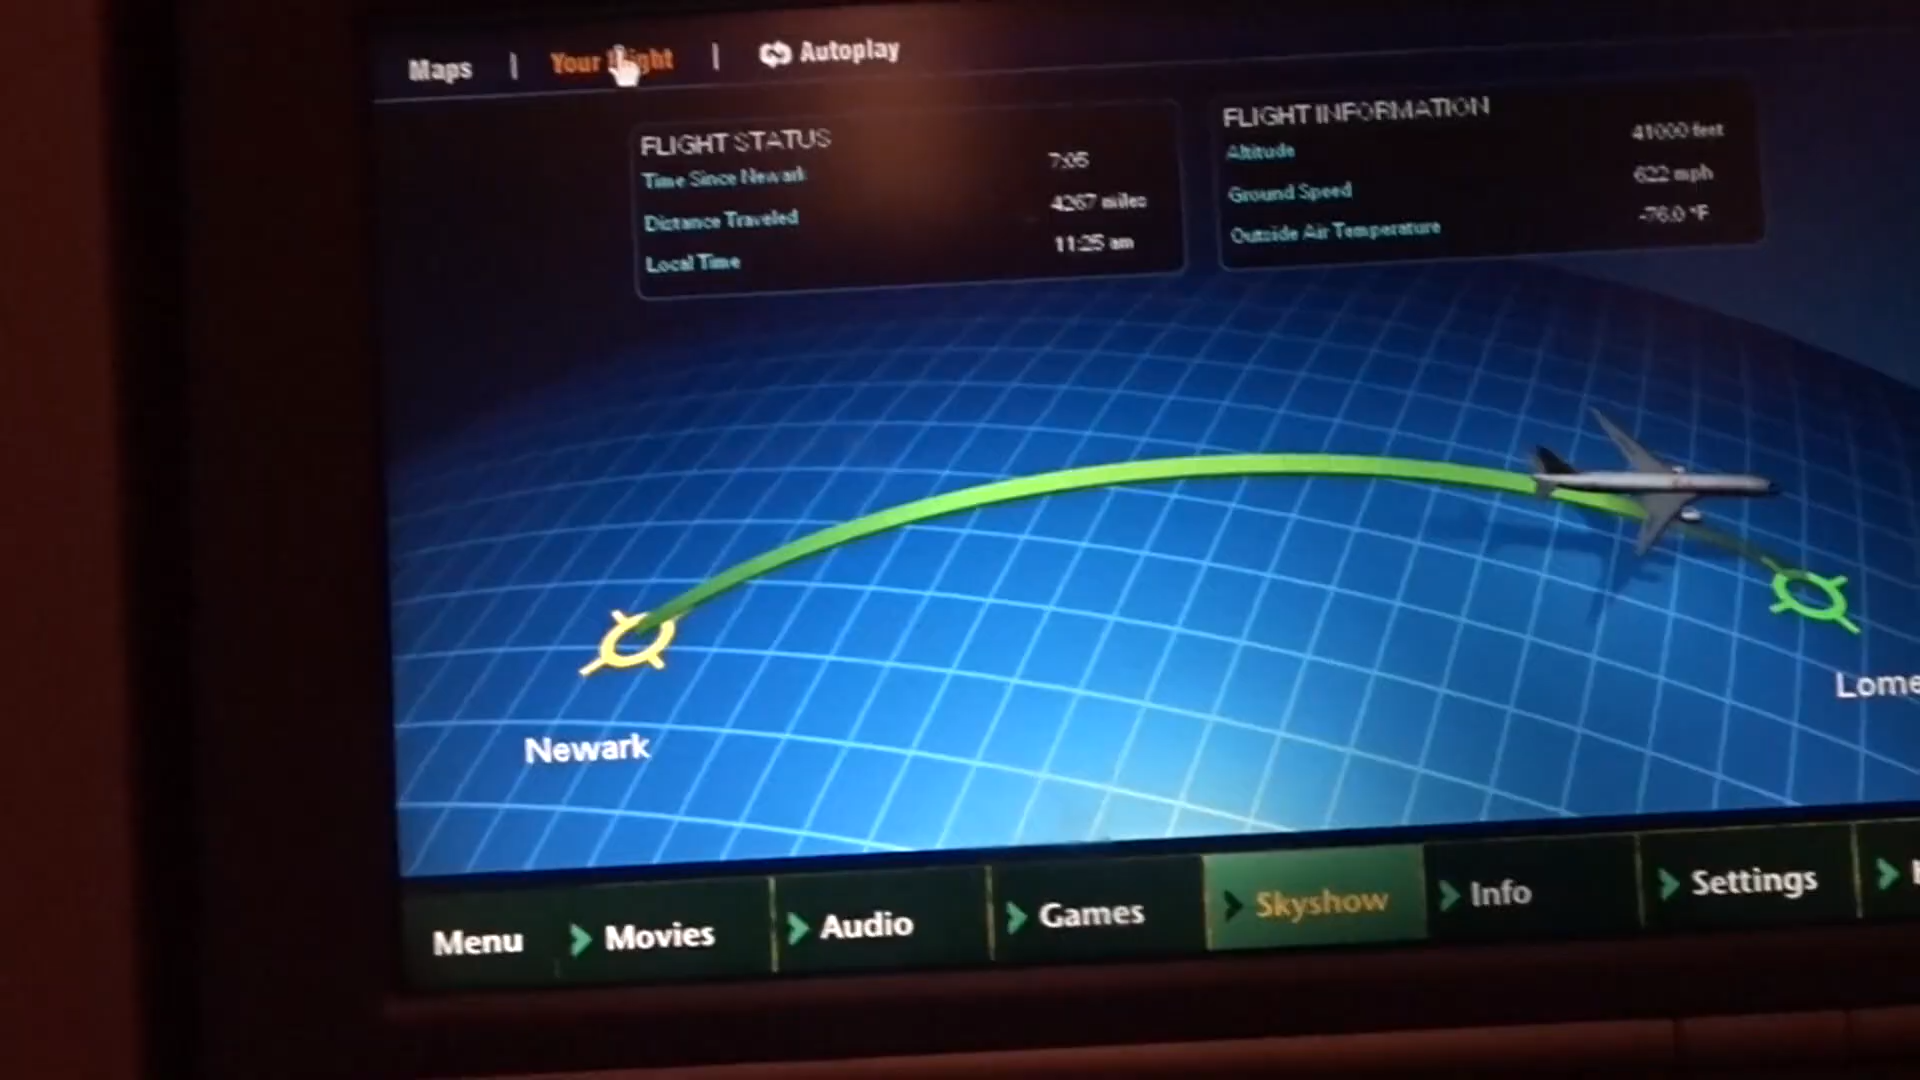 Maps | Your Flight | Autoplay
FLIGHT STATUS
Time Since Newark 7:05
Distance Traveled 4267 miles
Local Time 11:25 am
FLIGHT INFORMATION
Altitude 41000 feet
Ground Speed 622 mph
Outside Air Temperature -76.0 °F
Newark
Lome
Menu Movies Audio Games Skyshow Info Settings